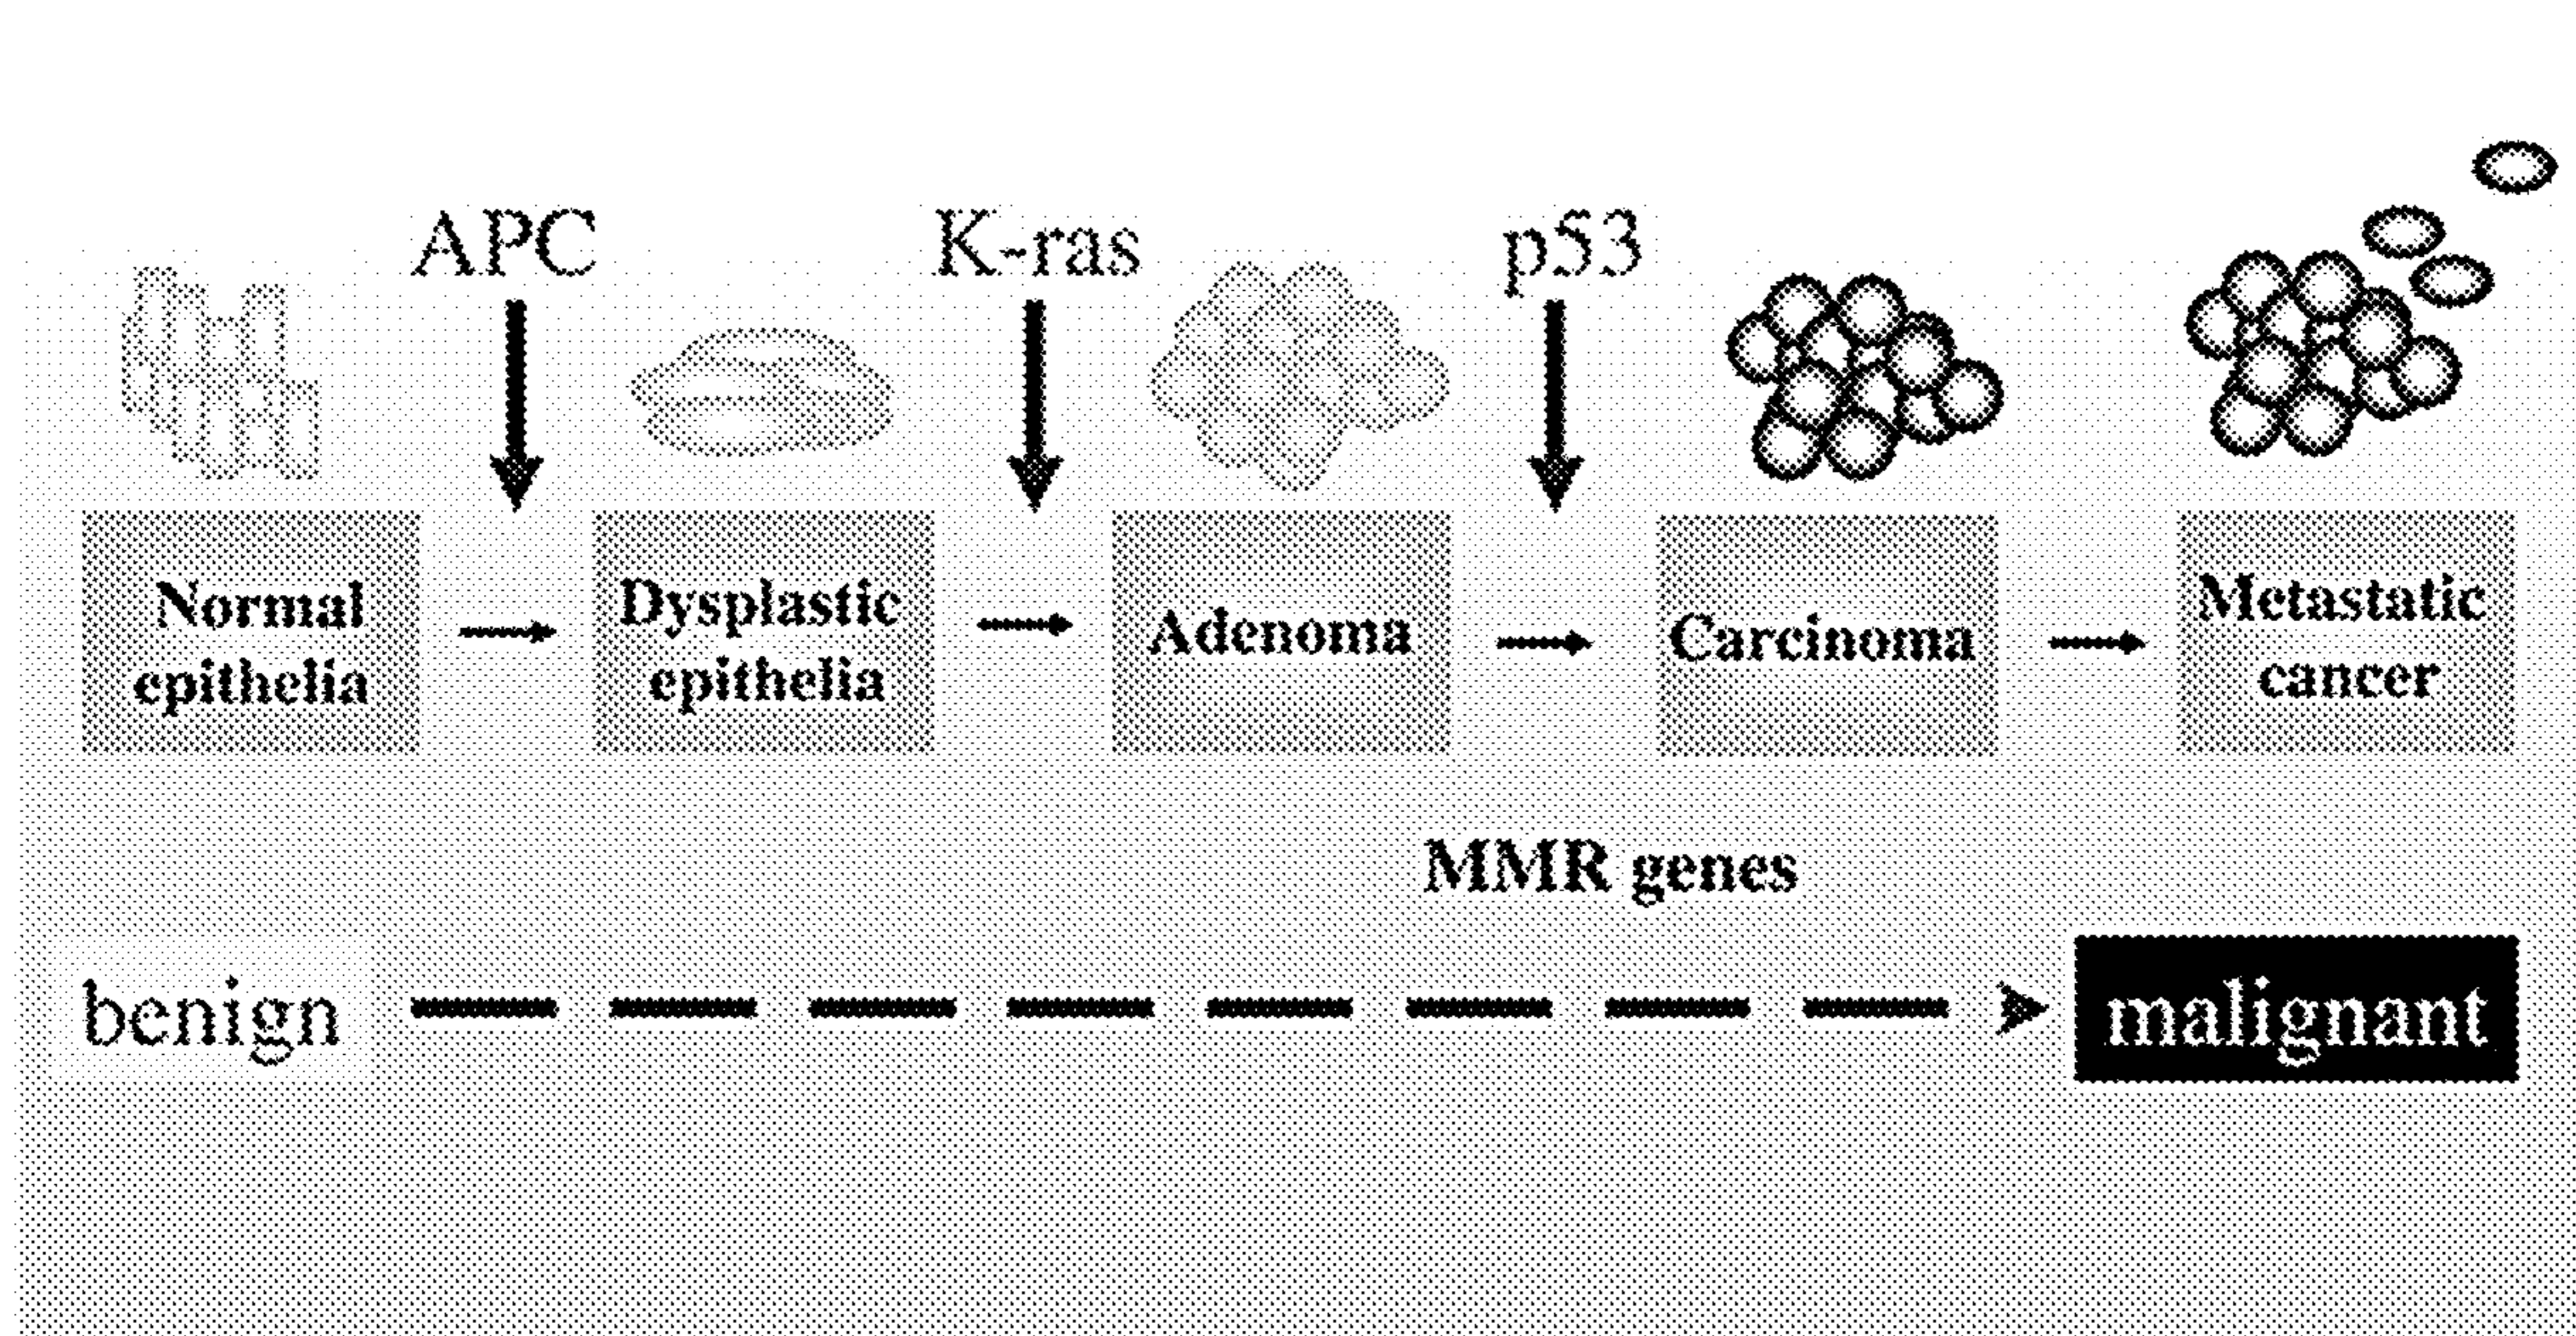 APC
K-ras
p53
Normal
epithelia
Dysplastic
epithelia
Adenoma
Carcinoma
Metastatic
cancer
MMR genes
benign
malignant